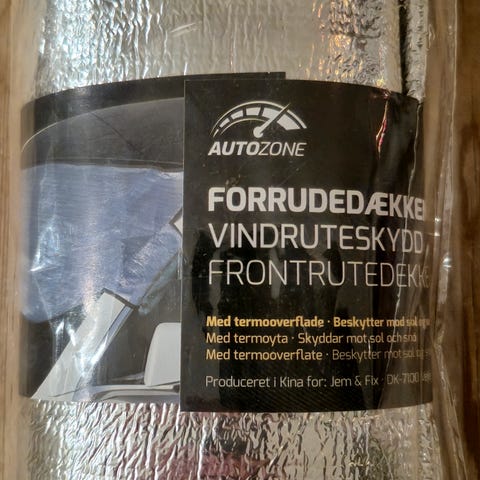 AUTOZONE
FORRUDEDÆKKE
VINDRUTESKYDD
FRONTRUTEDEKKE
Med termooverflade · Beskytter mod sol og
Med termoyta · Skyddar mot sol och snö
Med termooverflate · Beskytter mot sol og
Produceret i Kina for: Jem & Fix · DK-7100